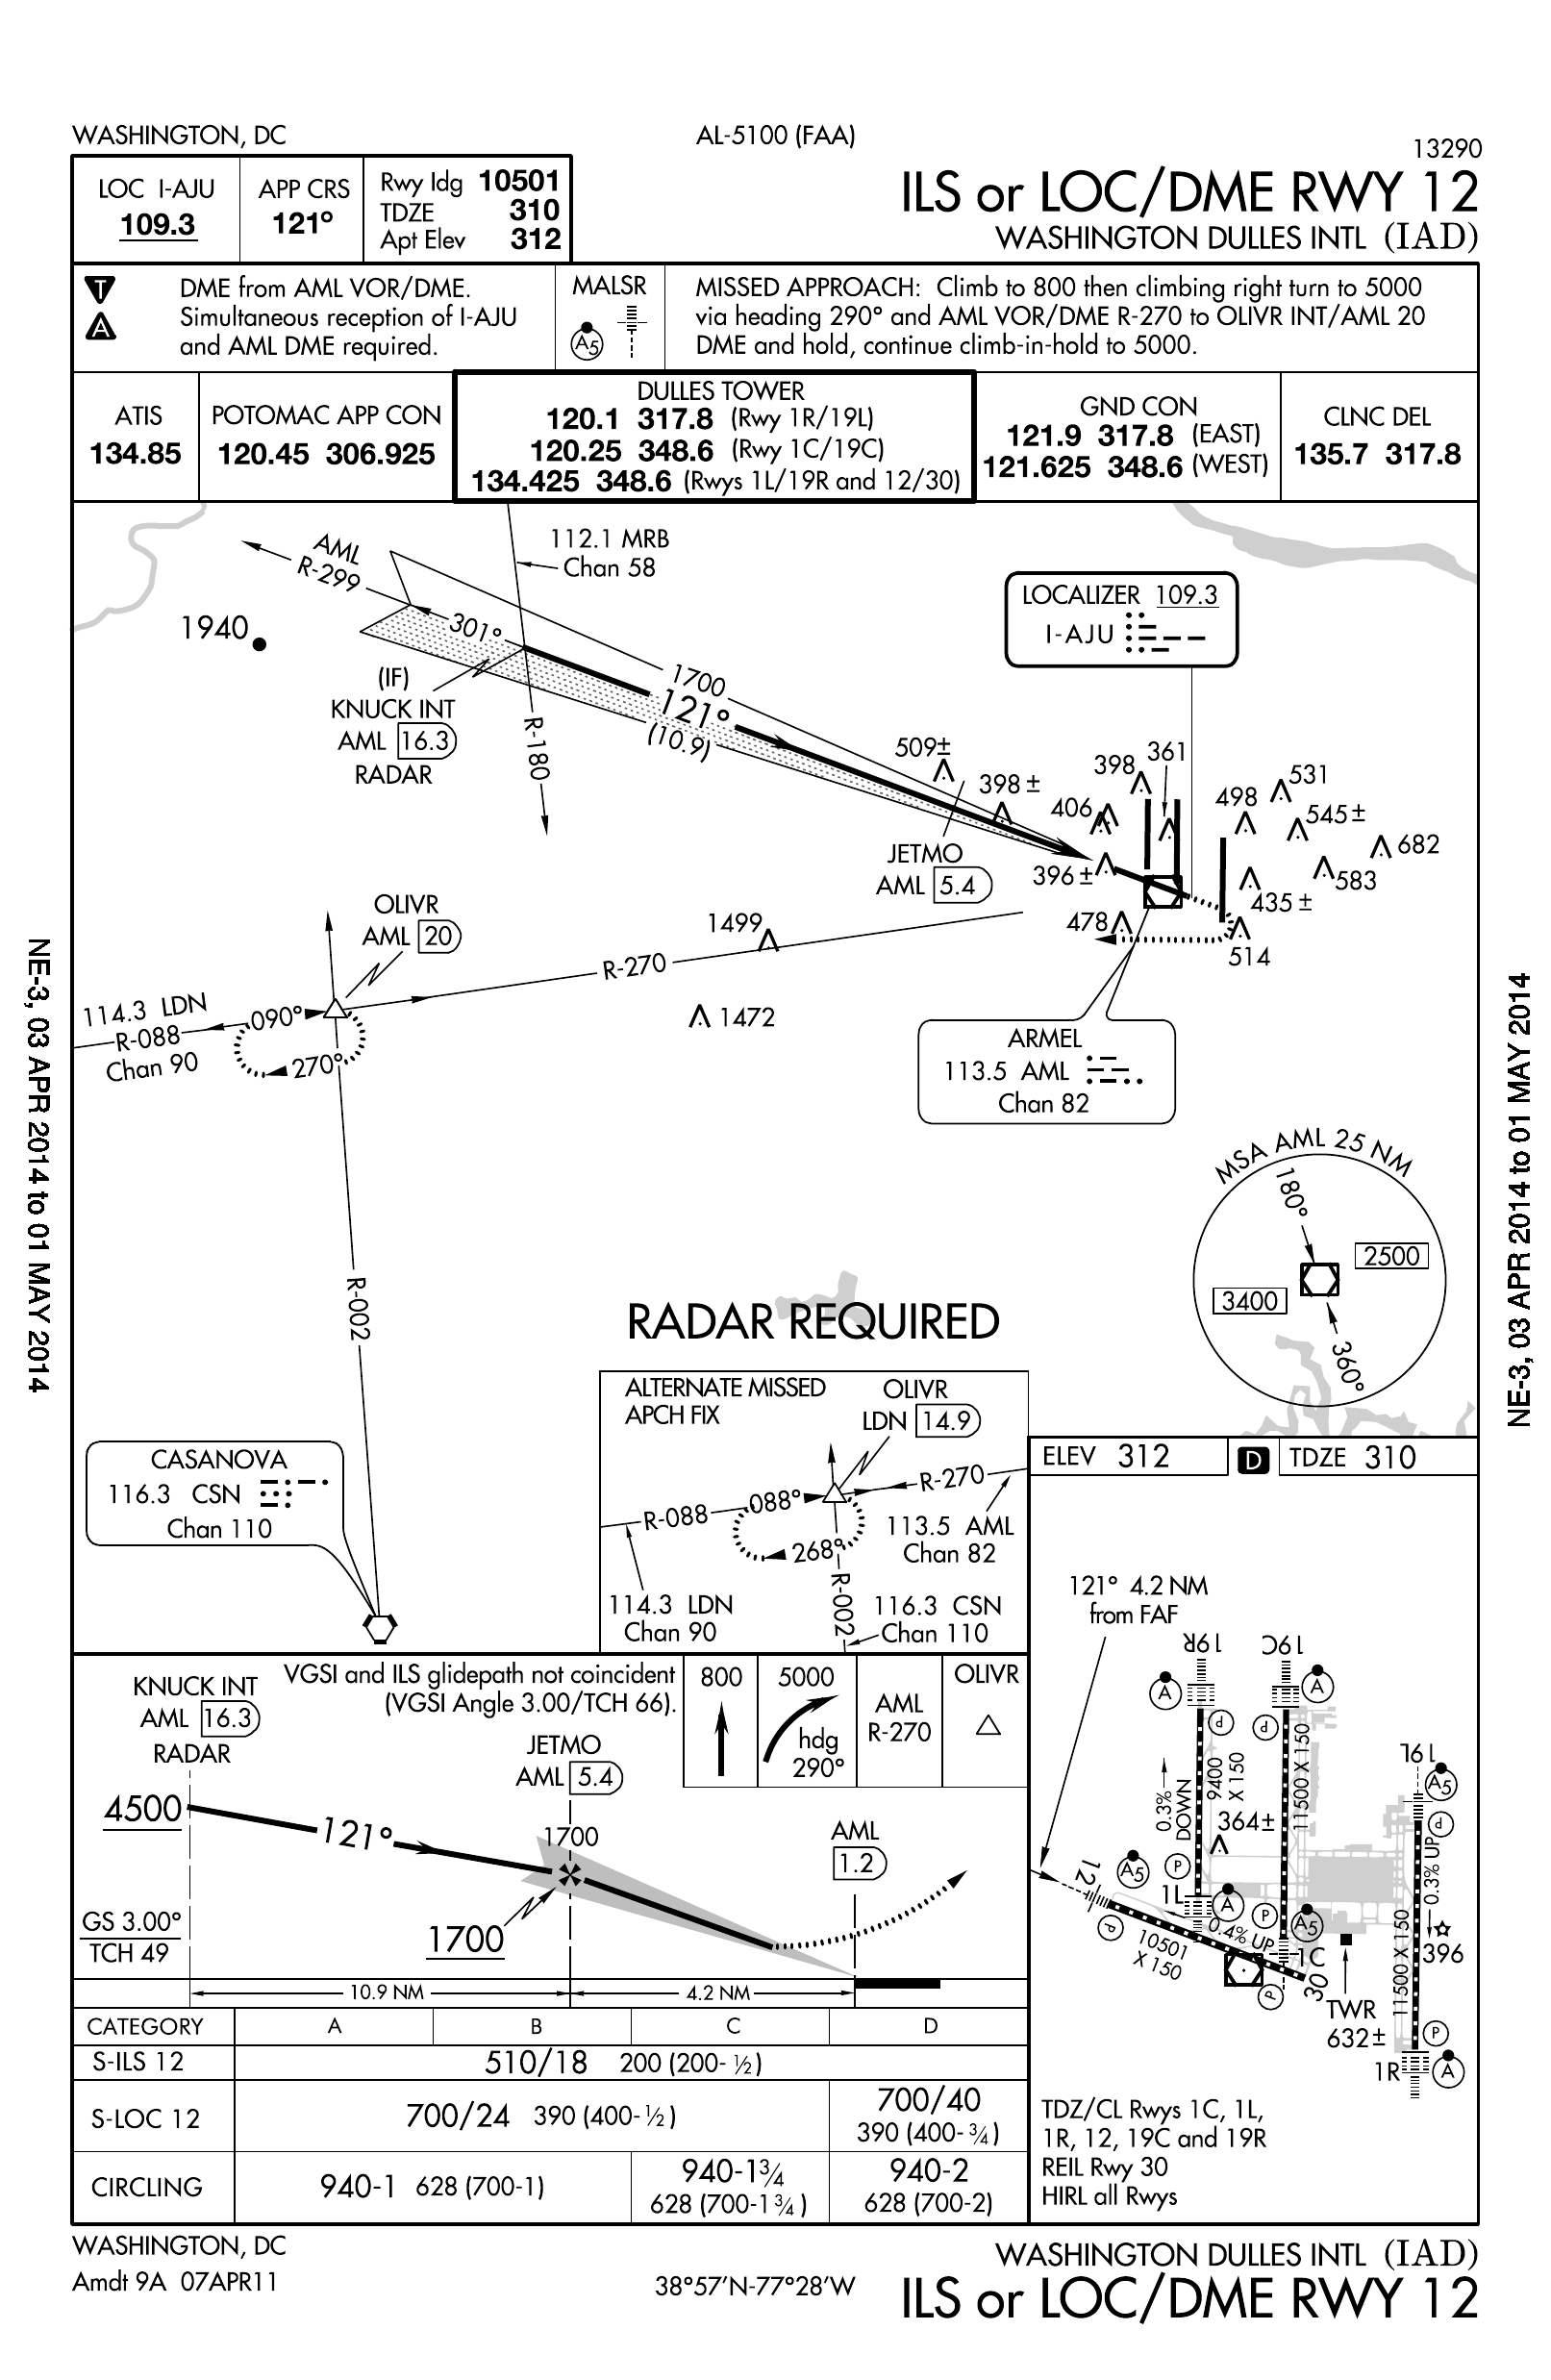 WASHINGTON, DC
AL-5100 (FAA)
13290
ILS or LOC/DME RWY 12
WASHINGTON DULLES INTL (IAD)
LOC I-AJU
109.3
APP CRS
121°
Rwy Idg 10501
TDZE 310
Apt Elev 312
T
A
DME from AML VOR/DME.
Simultaneous reception of I-AJU
and AML DME required.
MALSR
A5
MISSED APPROACH: Climb to 800 then climbing right turn to 5000
via heading 290° and AML VOR/DME R-270 to OLIVR INT/AML 20
DME and hold, continue climb-in-hold to 5000.
ATIS
134.85
POTOMAC APP CON
120.45 306.925
DULLES TOWER
120.1 317.8 (Rwy 1R/19L)
120.25 348.6 (Rwy 1C/19C)
134.425 348.6 (Rwys 1L/19R and 12/30)
GND CON
121.9 317.8 (EAST)
121.625 348.6 (WEST)
CLNC DEL
135.7 317.8
AML
R-299
112.1 MRB
Chan 58
1940
301°
(IF)
KNUCK INT
AML 16.3
RADAR
R-180
1700
121°
(10.9)
LOCALIZER 109.3
I-AJU
509±
398±
406
398
361
498
531
545±
682
583
435±
514
396±
478
JETMO
AML 5.4
OLIVR
AML 20
1499
R-270
1472
114.3 LDN
R-088
Chan 90
090°
270°
ARMEL
113.5 AML
Chan 82
MSA AML 25 NM
180°
2500
3400
360°
R-002
RADAR REQUIRED
CASANOVA
116.3 CSN
Chan 110
ALTERNATE MISSED
APCH FIX
OLIVR
LDN 14.9
R-270
R-088
088°
268°
113.5 AML
Chan 82
R-002
114.3 LDN
Chan 90
116.3 CSN
Chan 110
ELEV 312
D
TDZE 310
121° 4.2 NM
from FAF
19R
19C
A
A
P
P
0.3%
DOWN
9400
X 150
11500 X 150
364±
19L
A5
P
0.3% UP
12
A5
P
1L
A
P
P
10501
X 150
0.4% UP
A5
1C
30
P
TWR
632±
11500 X 150
396
P
1R
A
TDZ/CL Rwys 1C, 1L,
1R, 12, 19C and 19R
REIL Rwy 30
HIRL all Rwys
KNUCK INT
AML 16.3
RADAR
VGSI and ILS glidepath not coincident
(VGSI Angle 3.00/TCH 66).
800
5000
hdg
290°
AML
R-270
OLIVR
JETMO
AML 5.4
4500
121°
1700
1700
AML
1.2
GS 3.00°
TCH 49
10.9 NM
4.2 NM
CATEGORY A B C D
S-ILS 12 510/18 200 (200-½)
S-LOC 12 700/24 390 (400-½) 700/40 390 (400-¾)
CIRCLING 940-1 628 (700-1) 940-1¾ 628 (700-1¾) 940-2 628 (700-2)
WASHINGTON, DC
Amdt 9A 07APR11
38°57'N-77°28'W
WASHINGTON DULLES INTL (IAD)
ILS or LOC/DME RWY 12
NE-3, 03 APR 2014 to 01 MAY 2014
NE-3, 03 APR 2014 to 01 MAY 2014